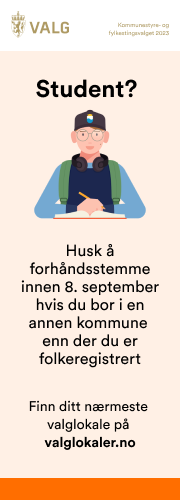 VALG
Kommunestyre- og
fylkestingsvalget 2023
Student?
Husk å
forhåndsstemme
innen 8. september
hvis du bor i en
annen kommune
enn der du er
folkeregistrert
Finn ditt nærmeste
valglokale på
valglokaler.no